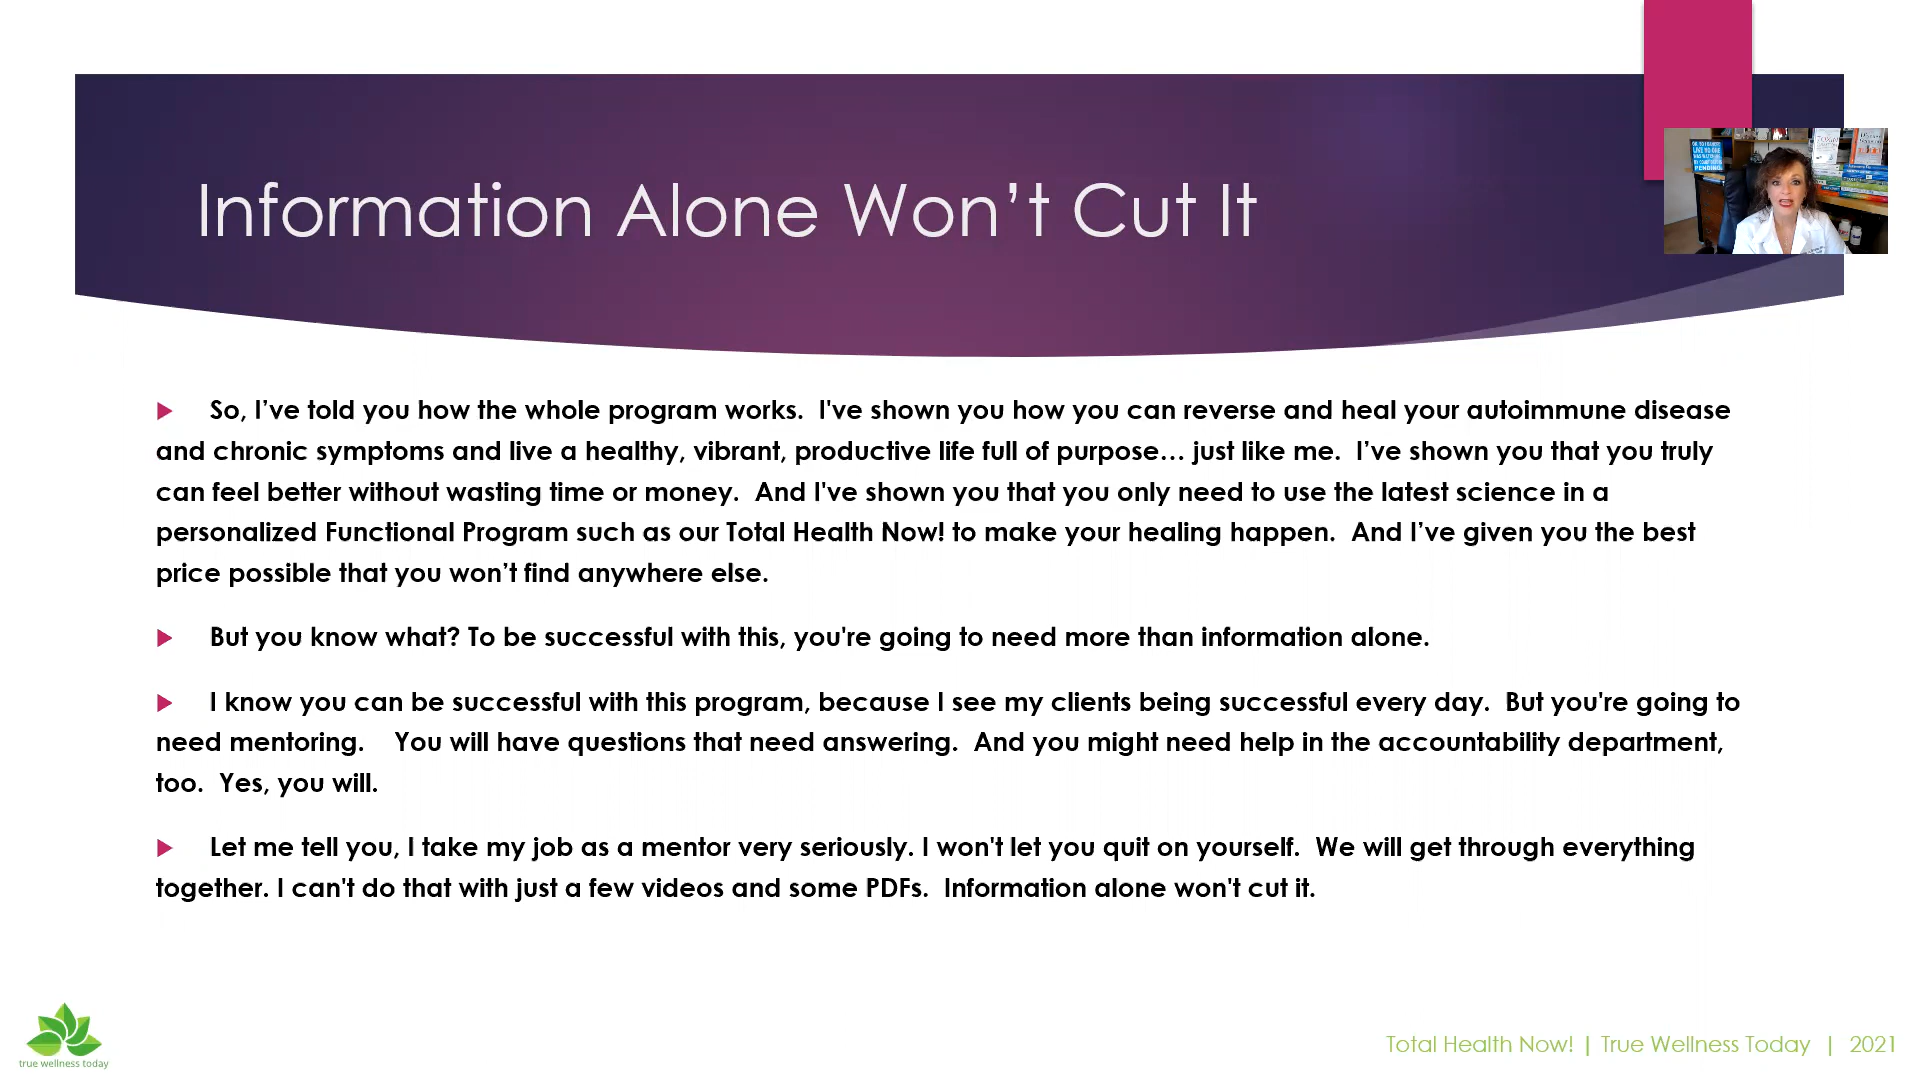 Information Alone Won’t Cut It
So, I’ve told you how the whole program works.  I've shown you how you can reverse and heal your autoimmune disease
and chronic symptoms and live a healthy, vibrant, productive life full of purpose… just like me.  I’ve shown you that you truly
can feel better without wasting time or money.  And I've shown you that you only need to use the latest science in a
personalized Functional Program such as our Total Health Now! to make your healing happen.  And I’ve given you the best
price possible that you won’t find anywhere else.
But you know what? To be successful with this, you're going to need more than information alone.
I know you can be successful with this program, because I see my clients being successful every day.  But you're going to
need mentoring.    You will have questions that need answering.  And you might need help in the accountability department,
too.  Yes, you will.
Let me tell you, I take my job as a mentor very seriously. I won't let you quit on yourself.  We will get through everything
together. I can't do that with just a few videos and some PDFs.  Information alone won't cut it.
true wellness today
Total Health Now! | True Wellness Today | 2021